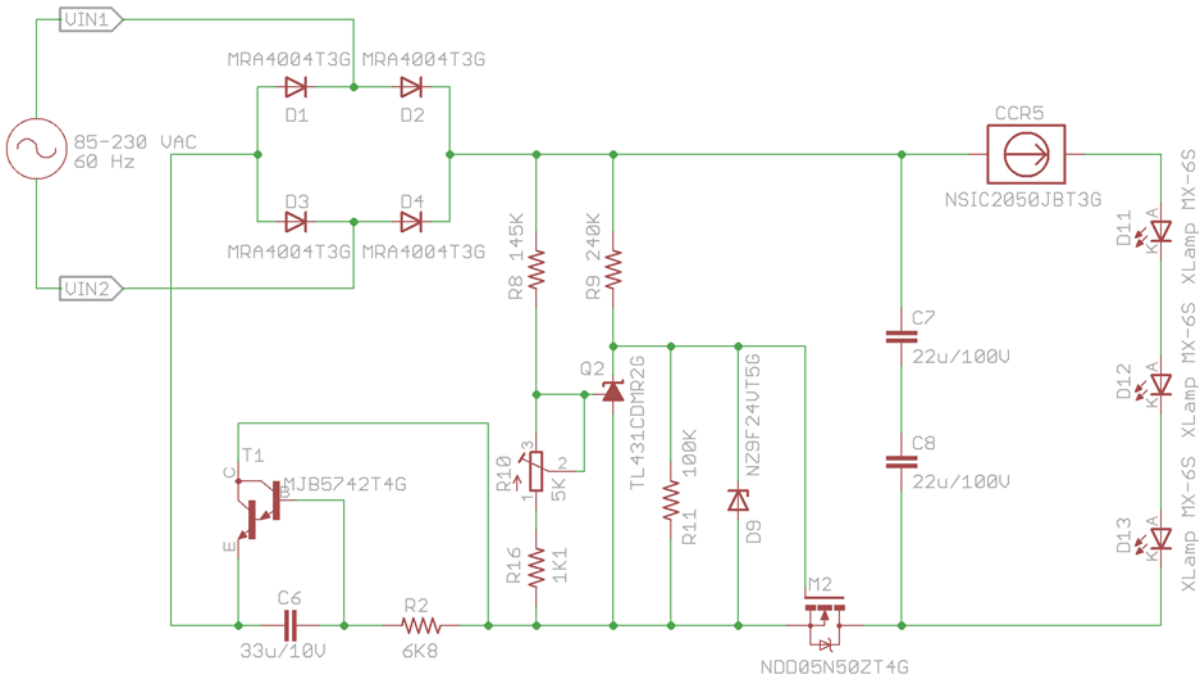 VIN1
MRA4004T3G
MRA4004T3G
D1
D2
85-230 VAC
60 Hz
D3
D4
MRA4004T3G
MRA4004T3G
VIN2
CCR5
NSIC2050JBT3G
R8 145K
R9 240K
D11
A
K
XLamp MX-6S
C7
22u/100V
Q2
TL431CDMR2G
NZ9F24VT5G
D12
A
K
XLamp MX-6S
T1
C
B
E
MJB5742T4G
R10
3
2
1
5K
R11
100K
D9
C8
22u/100V
D13
A
K
XLamp MX-6S
R16
1K1
C6
33u/10V
R2
6K8
M2
NDD05N50ZT4G